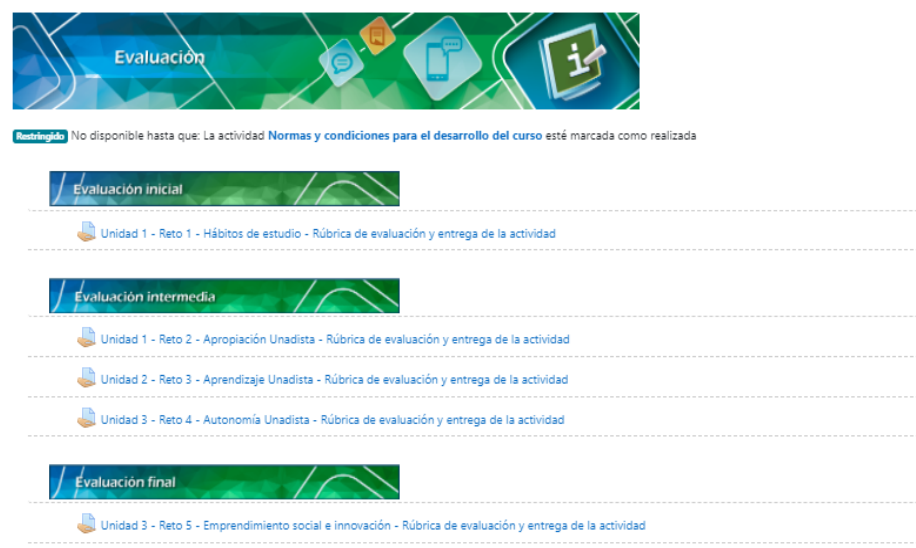 Evaluación
Restringido No disponible hasta que: La actividad Normas y condiciones para el desarrollo del curso esté marcada como realizada
Evaluación inicial
Unidad 1 - Reto 1 - Hábitos de estudio - Rúbrica de evaluación y entrega de la actividad
Evaluación intermedia
Unidad 1 - Reto 2 - Apropiación Unadista - Rúbrica de evaluación y entrega de la actividad
Unidad 2 - Reto 3 - Aprendizaje Unadista - Rúbrica de evaluación y entrega de la actividad
Unidad 3 - Reto 4 - Autonomía Unadista - Rúbrica de evaluación y entrega de la actividad
Evaluación final
Unidad 3 - Reto 5 - Emprendimiento social e innovación - Rúbrica de evaluación y entrega de la actividad